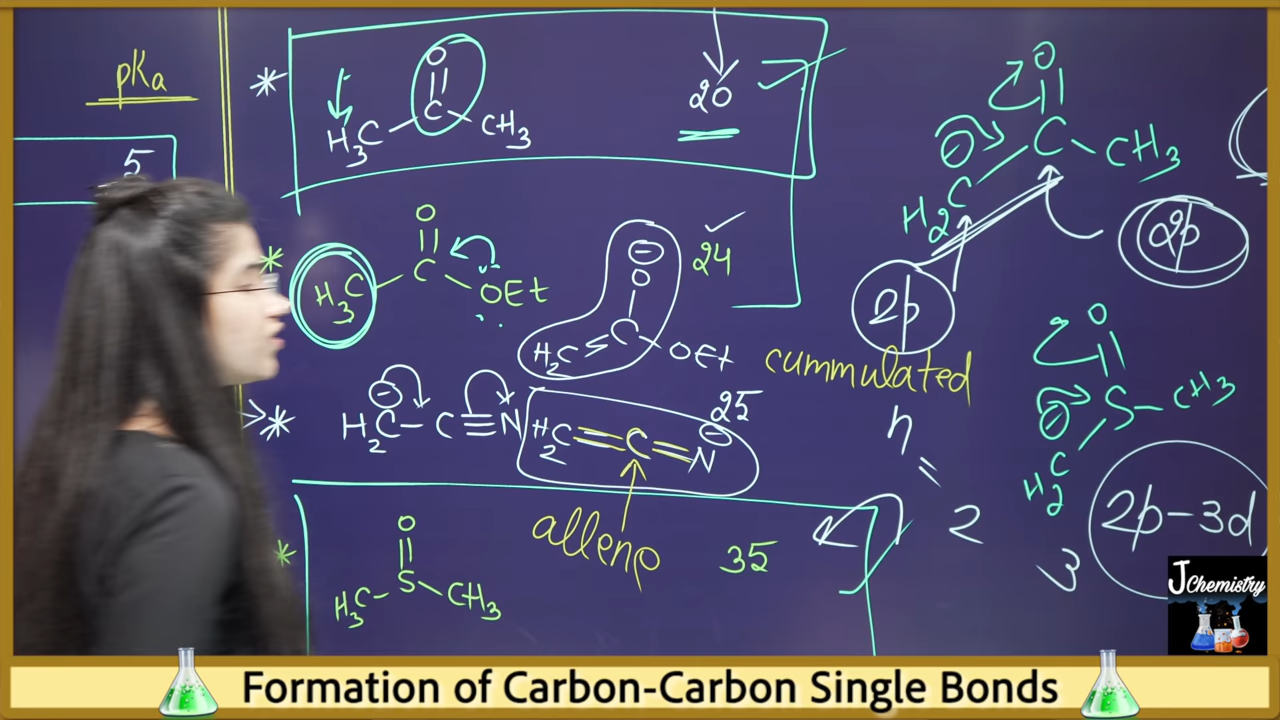 pKa
5
* H₃C C O CH₃ 20
* H₃C C O OEt ⊖ O H₂C C OEt 24
* H₂C ⊖ C≡N H₂C=C=N ⊖ 25
allene 35
* H₃C S O CH₃
O
⊖ C CH₃
H₂C
2p 2p
cummulated
n = 2
3
O
⊖ S CH₃
H₂C
2p-3d
J Chemistry
Formation of Carbon-Carbon Single Bonds